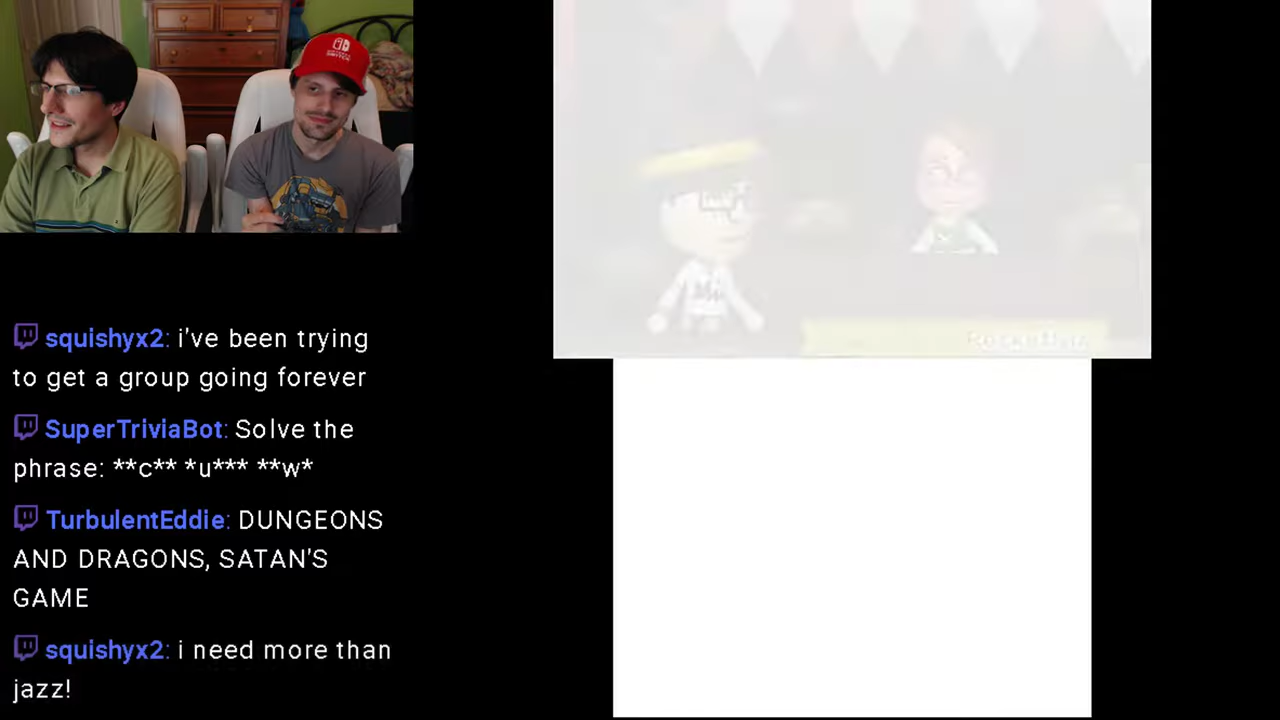 squishyx2: i've been trying
to get a group going forever
SuperTriviaBot: Solve the
phrase: **c** *u*** **w*
TurbulentEddie: DUNGEONS
AND DRAGONS, SATAN'S
GAME
squishyx2: i need more than
jazz!